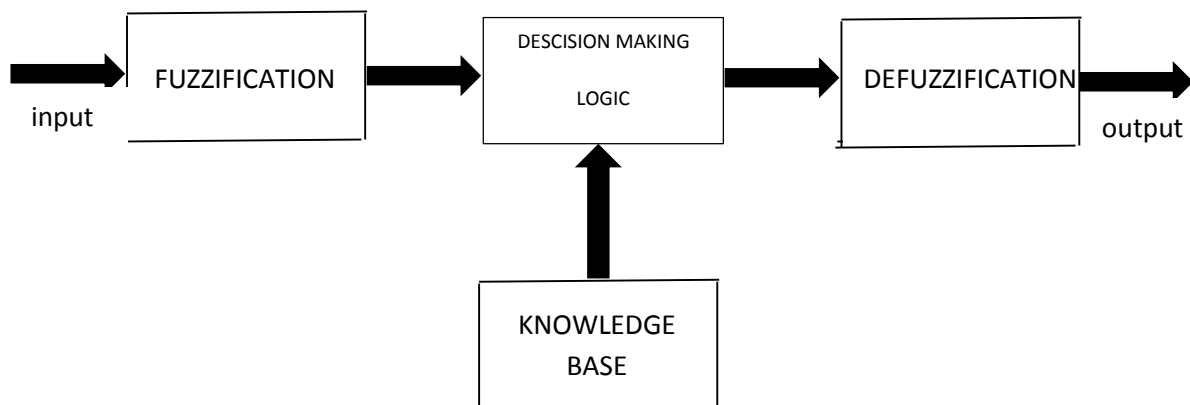 input
FUZZIFICATION
DESCISION MAKING
LOGIC
DEFUZZIFICATION
output
KNOWLEDGE
BASE